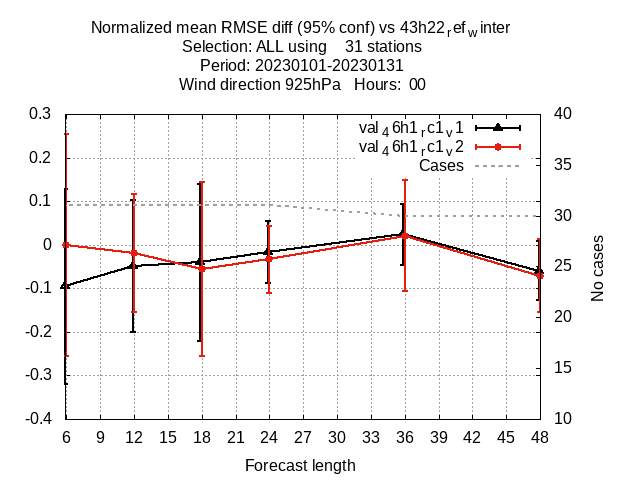 Normalized mean RMSE diff (95% conf) vs 43h22refwinter
Selection: ALL using 31 stations
Period: 20230101-20230131
Wind direction 925hPa Hours: 00
val46h1rc1v1
val46h1rc1v2
Cases
0.3
0.2
0.1
0
-0.1
-0.2
-0.3
-0.4
40
35
30
25
20
15
10
No cases
6 9 12 15 18 21 24 27 30 33 36 39 42 45 48
Forecast length